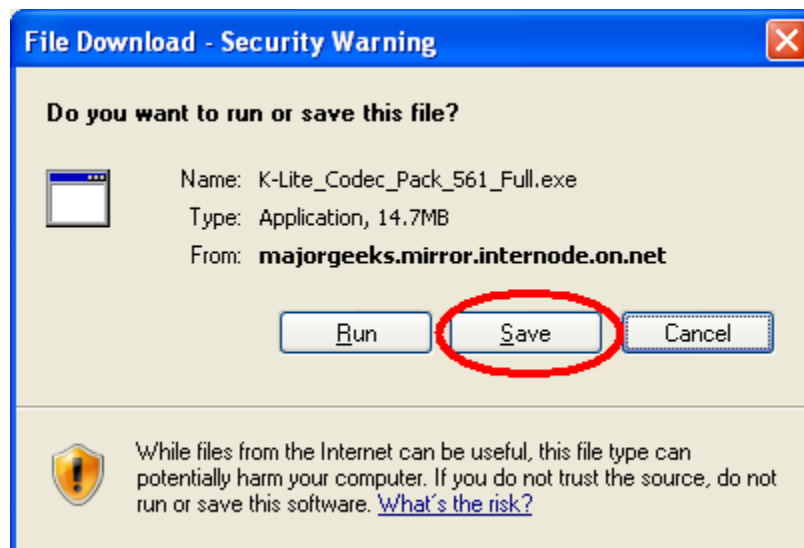 File Download - Security Warning
Do you want to run or save this file?
Name: K-Lite_Codec_Pack_561_Full.exe
Type: Application, 14.7MB
From: majorgeeks.mirror.internode.on.net
Run Save Cancel
While files from the Internet can be useful, this file type can
potentially harm your computer. If you do not trust the source, do not
run or save this software. What's the risk?